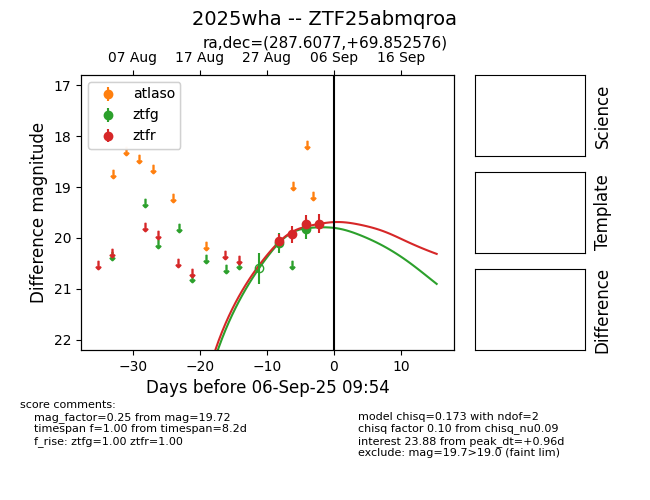 2025wha -- ZTF25abmqroa
ra,dec=(287.6077,+69.852576)
07 Aug 17 Aug 27 Aug 06 Sep 16 Sep
atlaso
ztfg
ztfr
17
18
19
20
21
22
Difference magnitude
−30 −20 −10 0 10
Days before 06-Sep-25 09:54
Science
Template
Difference
score comments:
mag_factor=0.25 from mag=19.72
timespan f=1.00 from timespan=8.2d
f_rise: ztfg=1.00 ztfr=1.00
model chisq=0.173 with ndof=2
chisq factor 0.10 from chisq_nu0.09
interest 23.88 from peak_dt=+0.96d
exclude: mag=19.7>19.0 (faint lim)